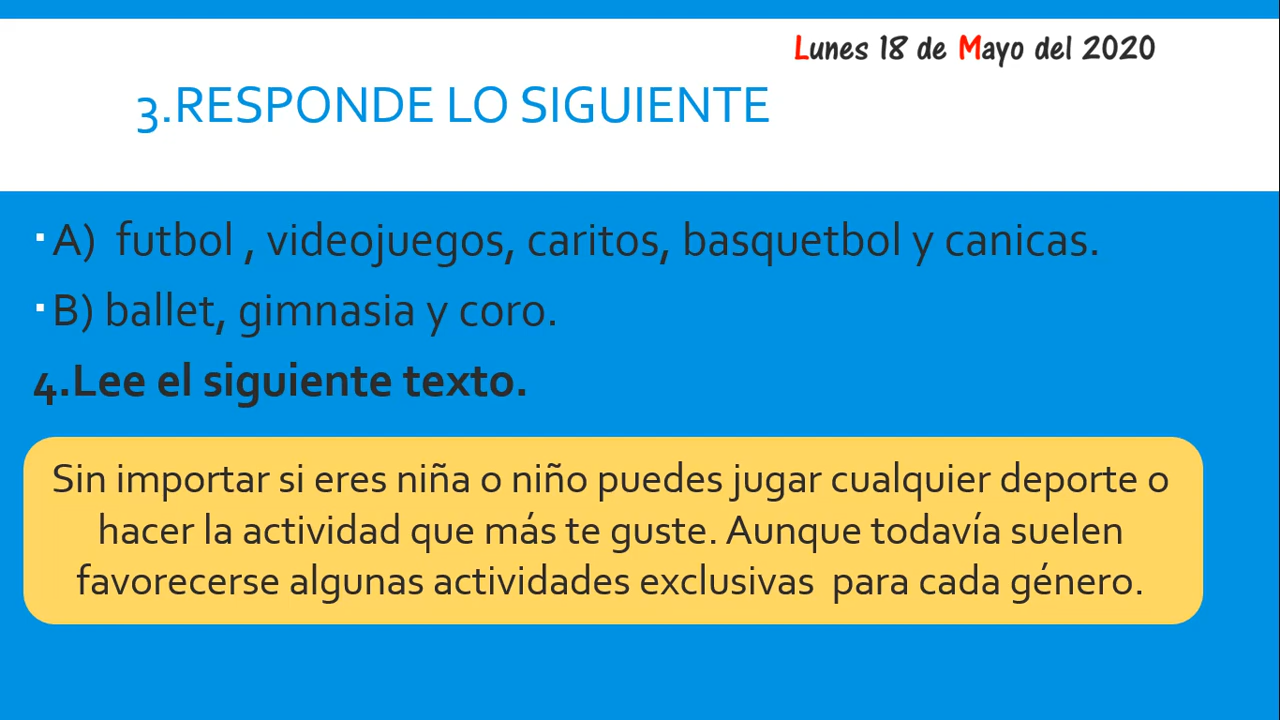 Lunes 18 de Mayo del 2020
3.RESPONDE LO SIGUIENTE
▪A) futbol , videojuegos, caritos, basquetbol y canicas.
▪B) ballet, gimnasia y coro.
4.Lee el siguiente texto.
Sin importar si eres niña o niño puedes jugar cualquier deporte o
hacer la actividad que más te guste. Aunque todavía suelen
favorecerse algunas actividades exclusivas para cada género.